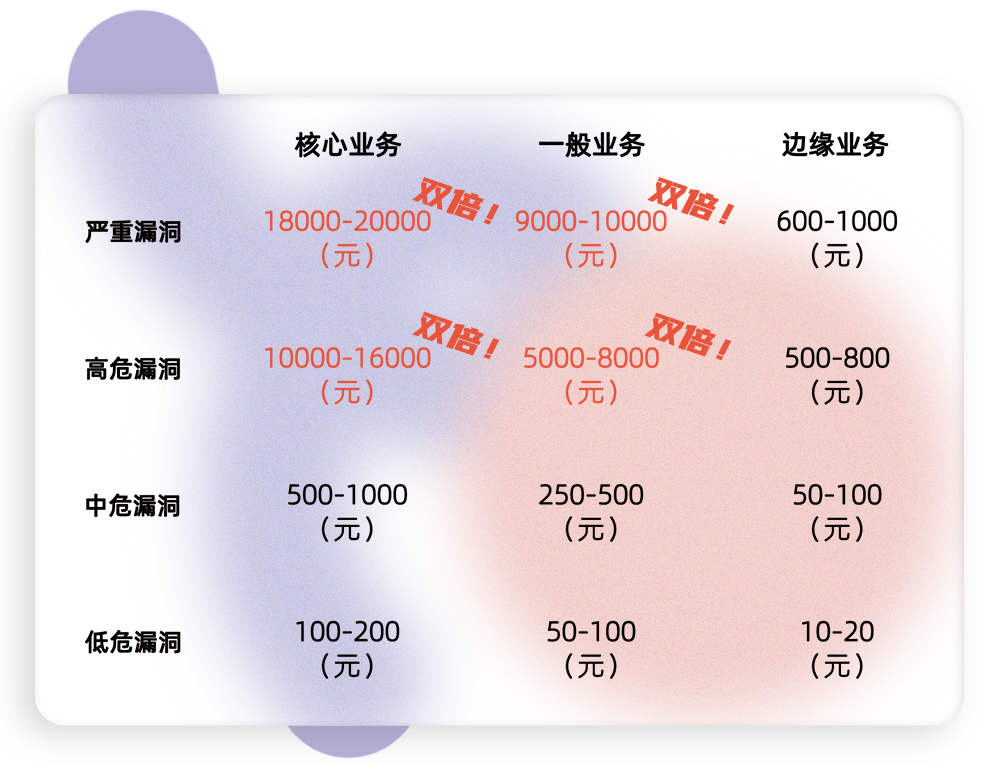 核心业务 一般业务 边缘业务
双倍! 双倍!
严重漏洞 18000-20000 9000-10000 600-1000
(元) (元) (元)
双倍! 双倍!
高危漏洞 10000-16000 5000-8000 500-800
(元) (元) (元)
中危漏洞 500-1000 250-500 50-100
(元) (元) (元)
低危漏洞 100-200 50-100 10-20
(元) (元) (元)